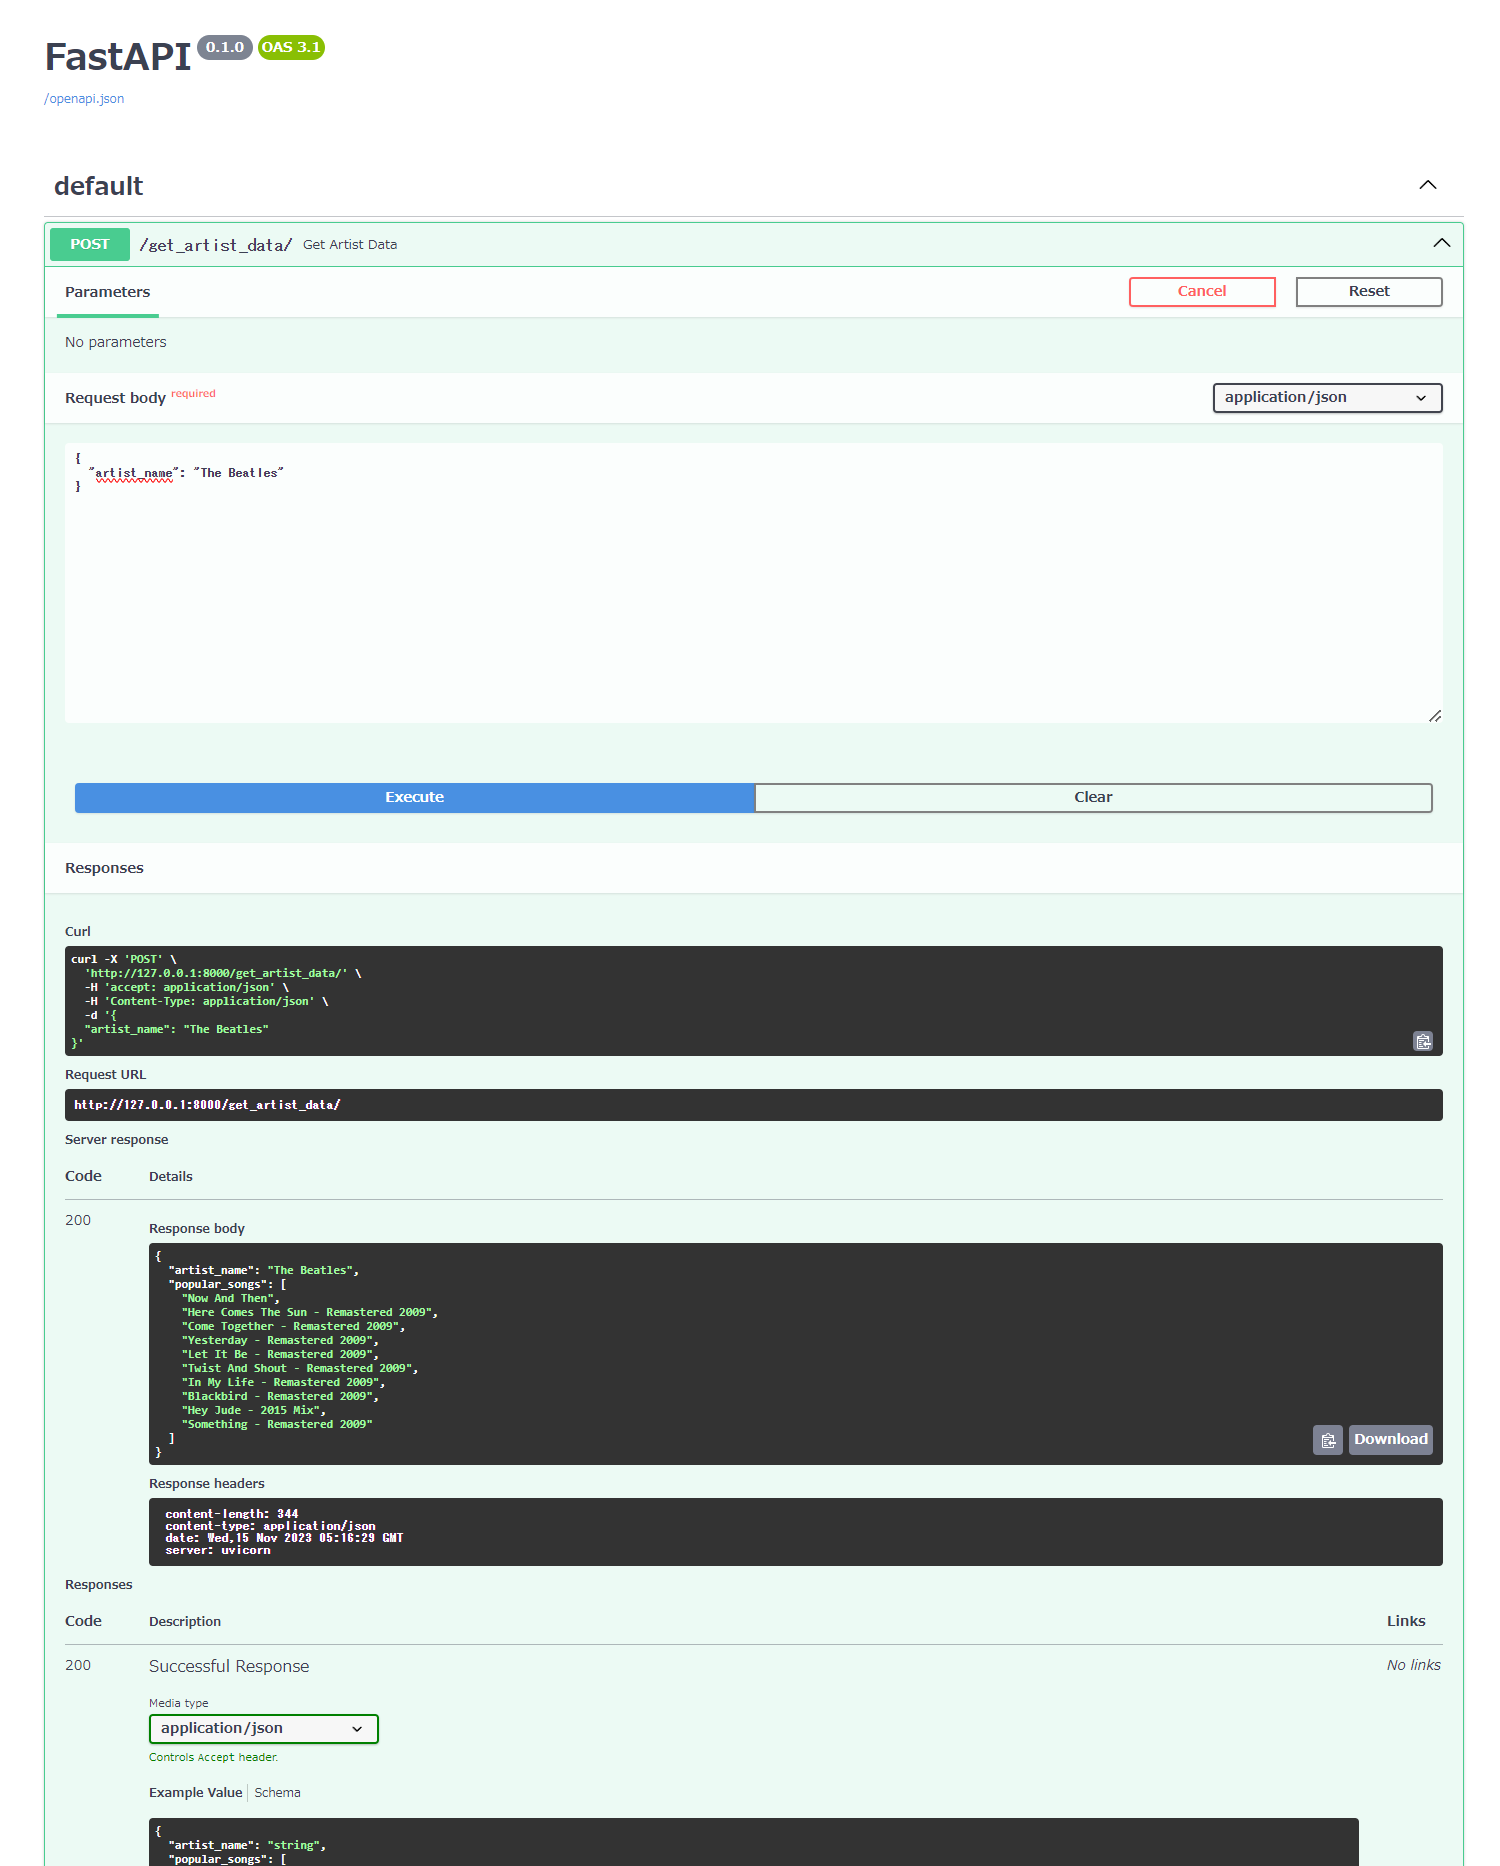 FastAPI 0.1.0 OAS 3.1
/openapi.json
default
POST /get_artist_data/ Get Artist Data
Parameters Cancel Reset
No parameters
Request body required application/json
{
  "artist_name": "The Beatles"
}
Execute Clear
Responses
Curl
curl -X 'POST' \
  'http://127.0.0.1:8000/get_artist_data/' \
  -H 'accept: application/json' \
  -H 'Content-Type: application/json' \
  -d '{
  "artist_name": "The Beatles"
}'
Request URL
http://127.0.0.1:8000/get_artist_data/
Server response
Code Details
200
Response body
{
  "artist_name": "The Beatles",
  "popular_songs": [
    "Now And Then",
    "Here Comes The Sun - Remastered 2009",
    "Come Together - Remastered 2009",
    "Yesterday - Remastered 2009",
    "Let It Be - Remastered 2009",
    "Twist And Shout - Remastered 2009",
    "In My Life - Remastered 2009",
    "Blackbird - Remastered 2009",
    "Hey Jude - 2015 Mix",
    "Something - Remastered 2009"
  ]
}
Download
Response headers
content-length: 344
content-type: application/json
date: Wed,15 Nov 2023 05:16:29 GMT
server: uvicorn
Responses
Code Description Links
200 Successful Response No links
Media type
application/json
Controls Accept header.
Example Value Schema
{
  "artist_name": "string",
  "popular_songs": [